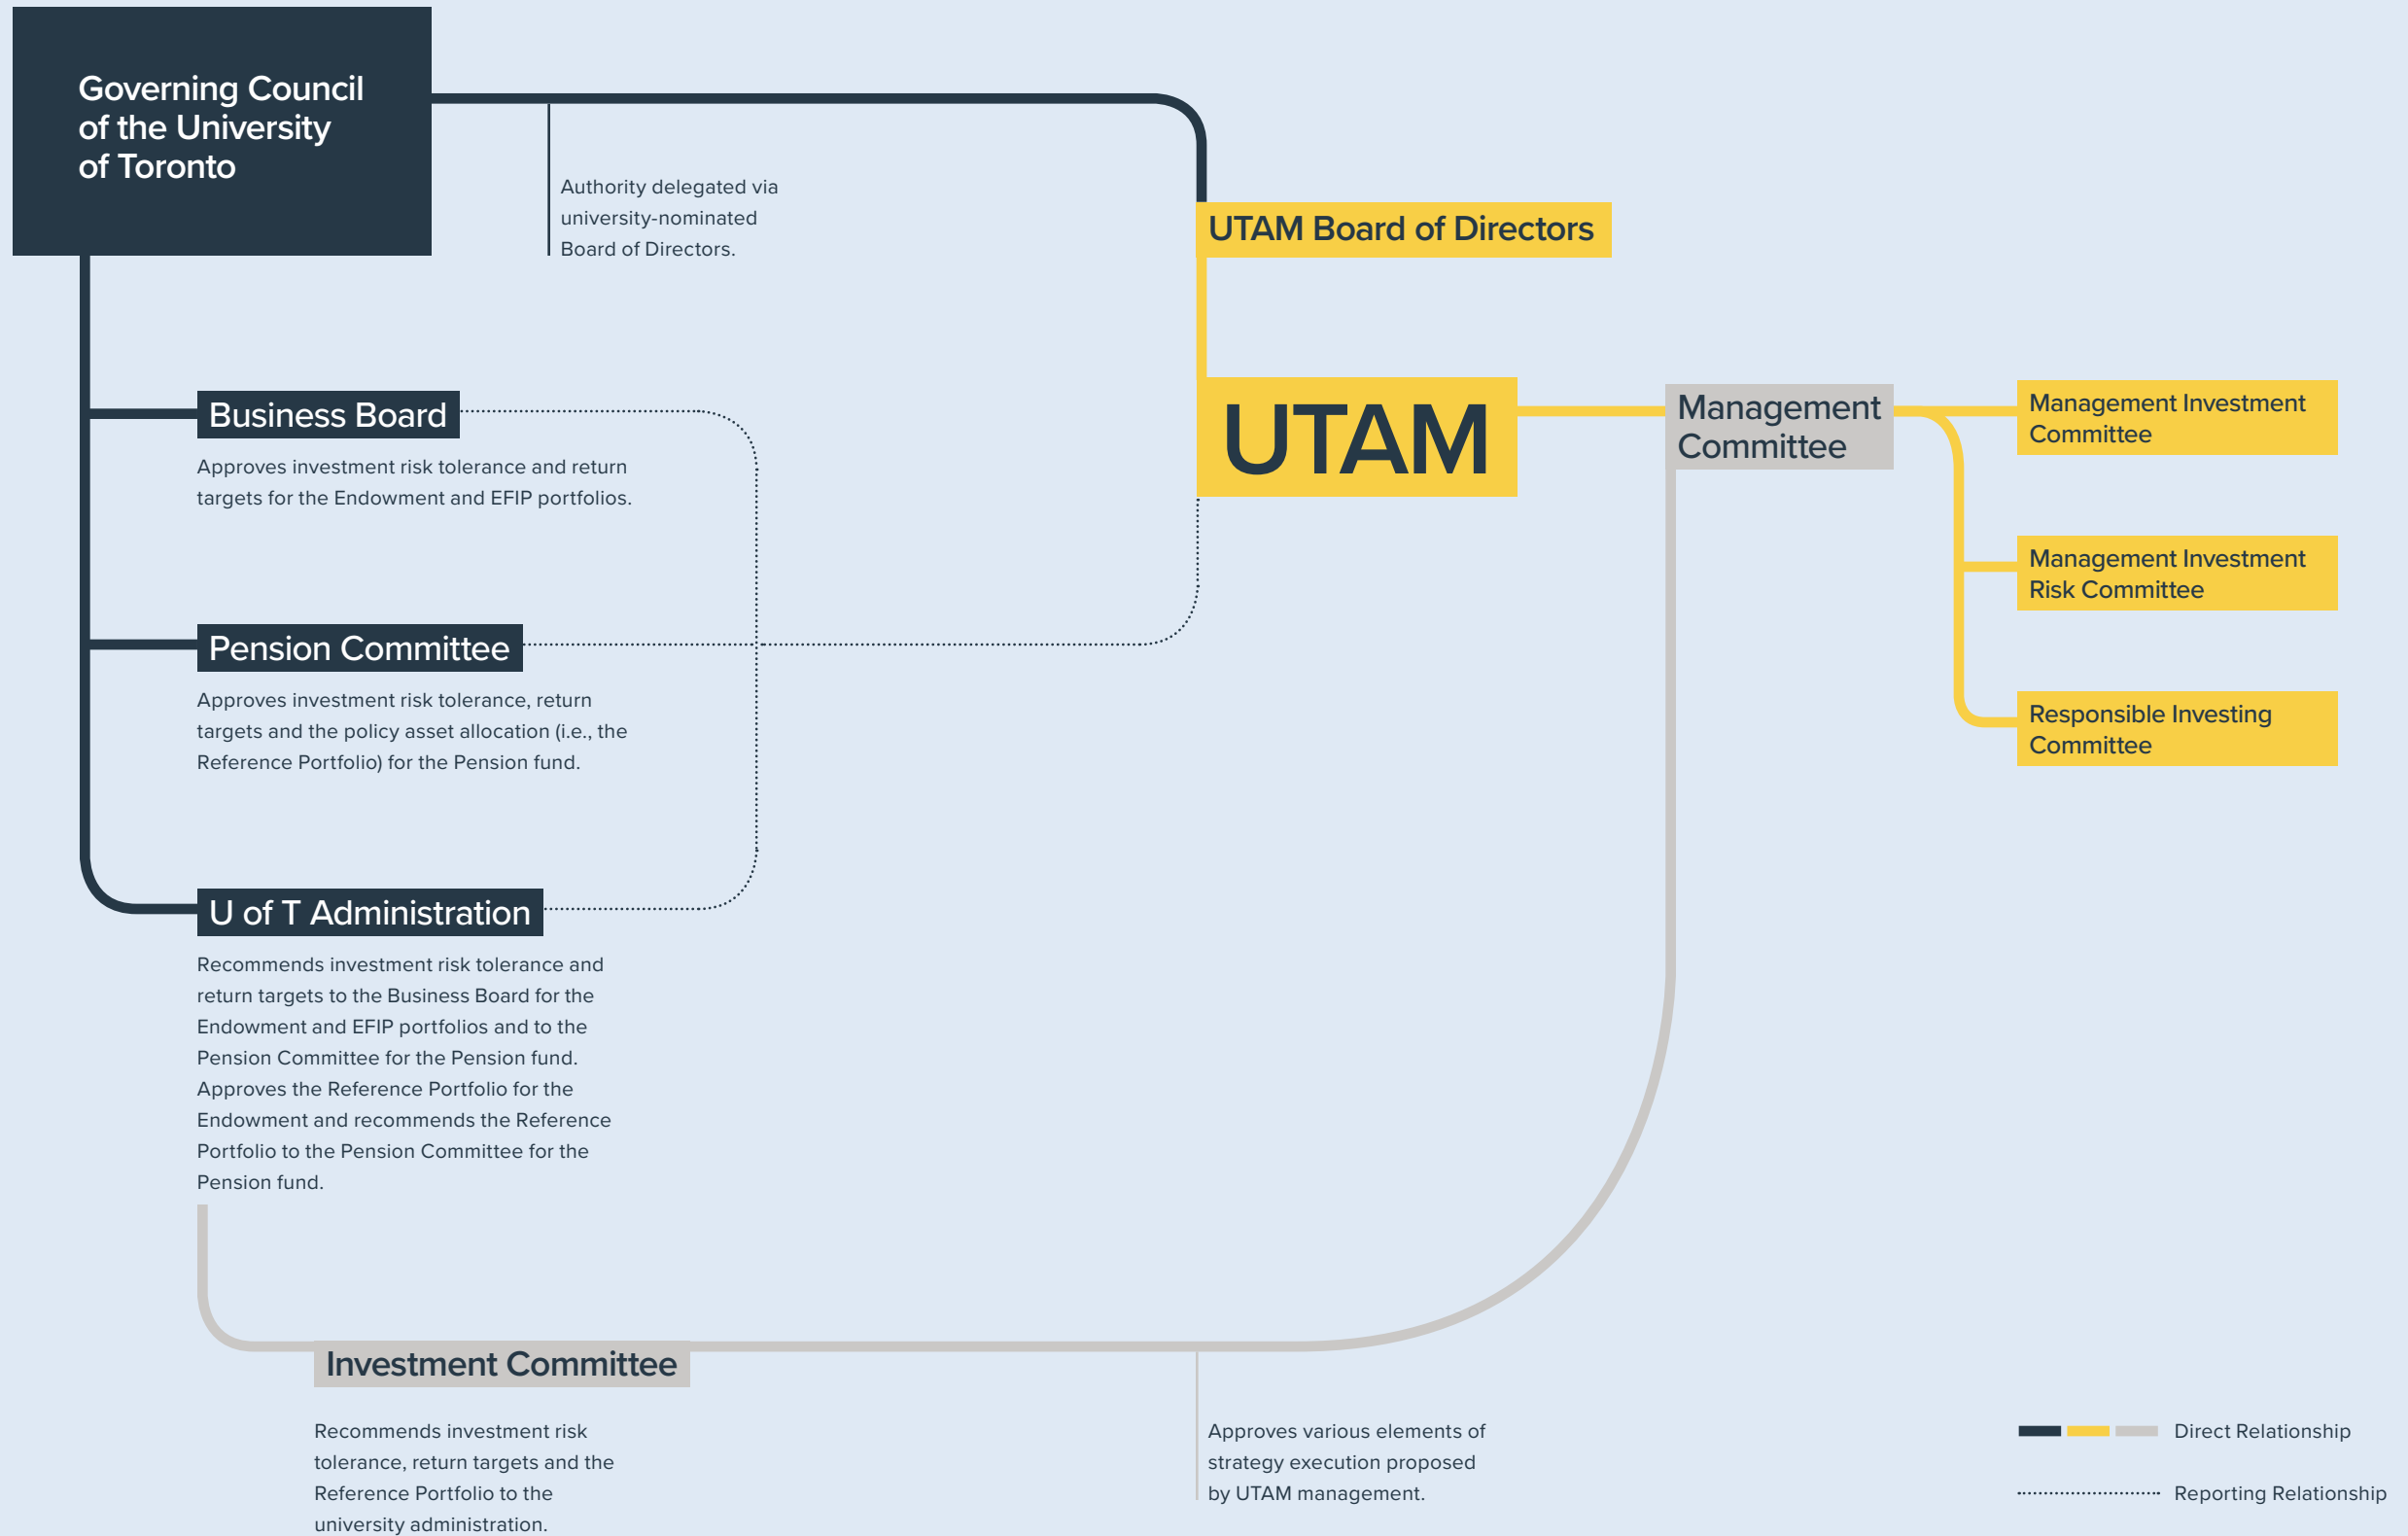 Governing Council
of the University
of Toronto
Authority delegated via
university-nominated
Board of Directors.
UTAM Board of Directors
Business Board
Approves investment risk tolerance and return
targets for the Endowment and EFIP portfolios.
UTAM
Management
Committee
Management Investment
Committee
Management Investment
Risk Committee
Responsible Investing
Committee
Pension Committee
Approves investment risk tolerance, return
targets and the policy asset allocation (i.e., the
Reference Portfolio) for the Pension fund.
U of T Administration
Recommends investment risk tolerance and
return targets to the Business Board for the
Endowment and EFIP portfolios and to the
Pension Committee for the Pension fund.
Approves the Reference Portfolio for the
Endowment and recommends the Reference
Portfolio to the Pension Committee for the
Pension fund.
Investment Committee
Recommends investment risk
tolerance, return targets and the
Reference Portfolio to the
university administration.
Approves various elements of
strategy execution proposed
by UTAM management.
Direct Relationship
Reporting Relationship